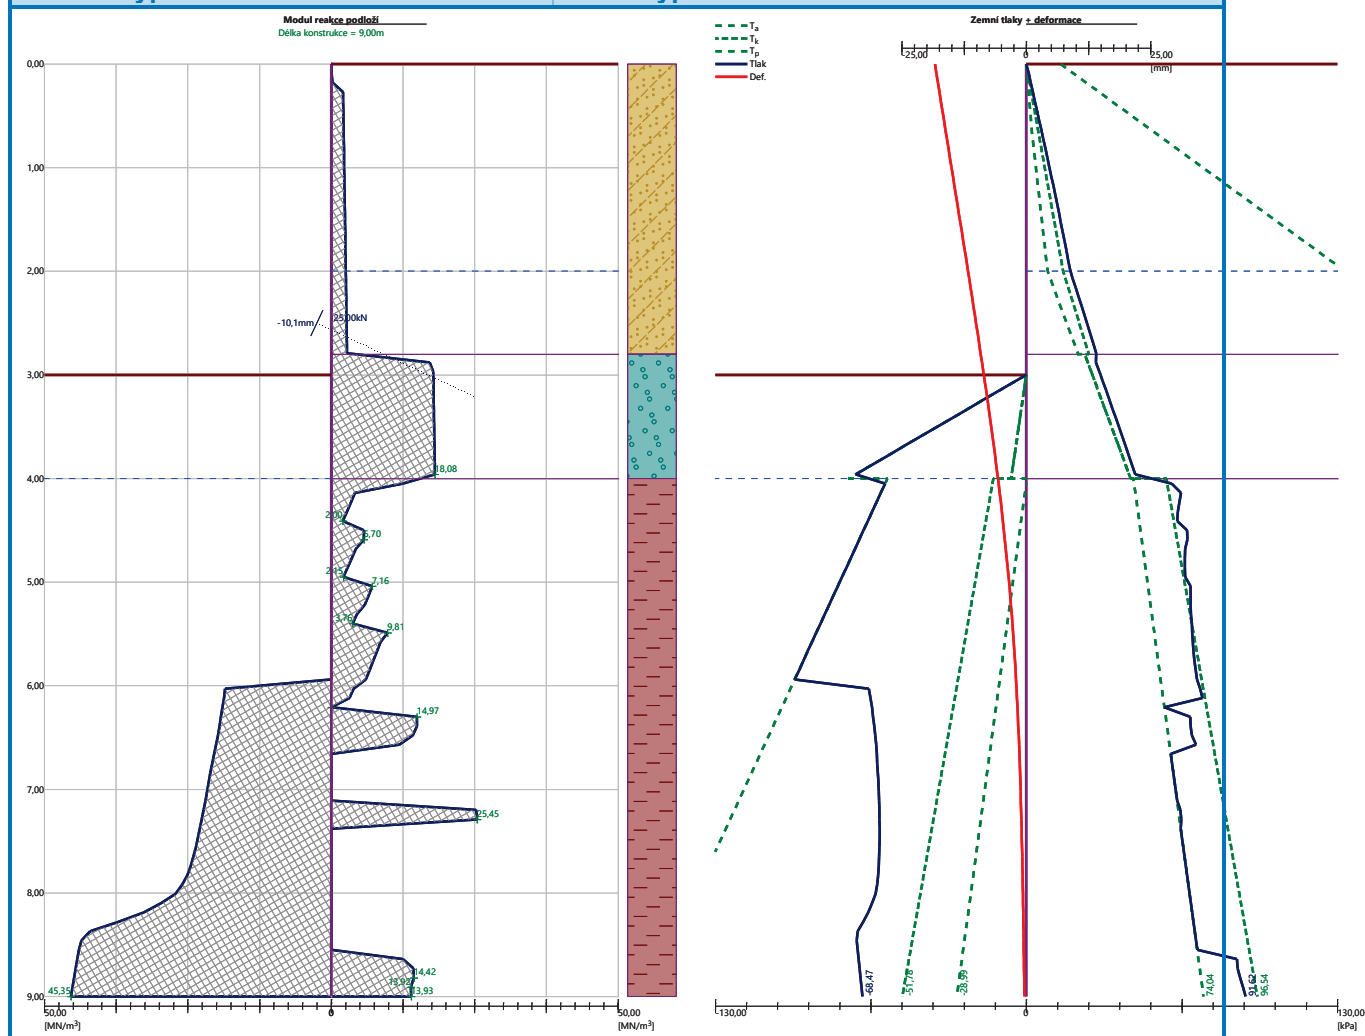 Modul reakce podloží
Délka konstrukce = 9,00m
0,00
1,00
2,00
3,00
4,00
5,00
6,00
7,00
8,00
9,00
-10,1mm
25,00kN
18,08
2,00
5,70
2,15
7,16
3,76
9,81
14,97
25,45
14,42
13,92
13,93
45,35
50,00
0
50,00
[MN/m³]
[MN/m³]
Ta
Tk
Tp
Tlak
Def.
Zemní tlaky + deformace
-25,00
0
25,00
[mm]
-68,47
-51,78
-28,99
74,04
91,62
96,54
-130,00
0
130,00
[kPa]